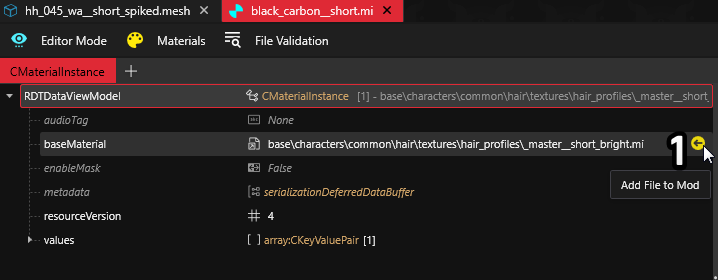 hh_045_wa__short_spiked.mesh × black_carbon__short.mi ×
Editor Mode Materials File Validation
CMaterialInstance +
RDTDataViewModel CMaterialInstance [1] - base\characters\common\hair\textures\hair_profiles\_master__short_
audioTag None
baseMaterial base\characters\common\hair\textures\hair_profiles\_master__short_bright.mi 1
enableMask False
Add File to Mod
metadata serializationDeferredDataBuffer
resourceVersion 4
values array:CKeyValuePair [1]